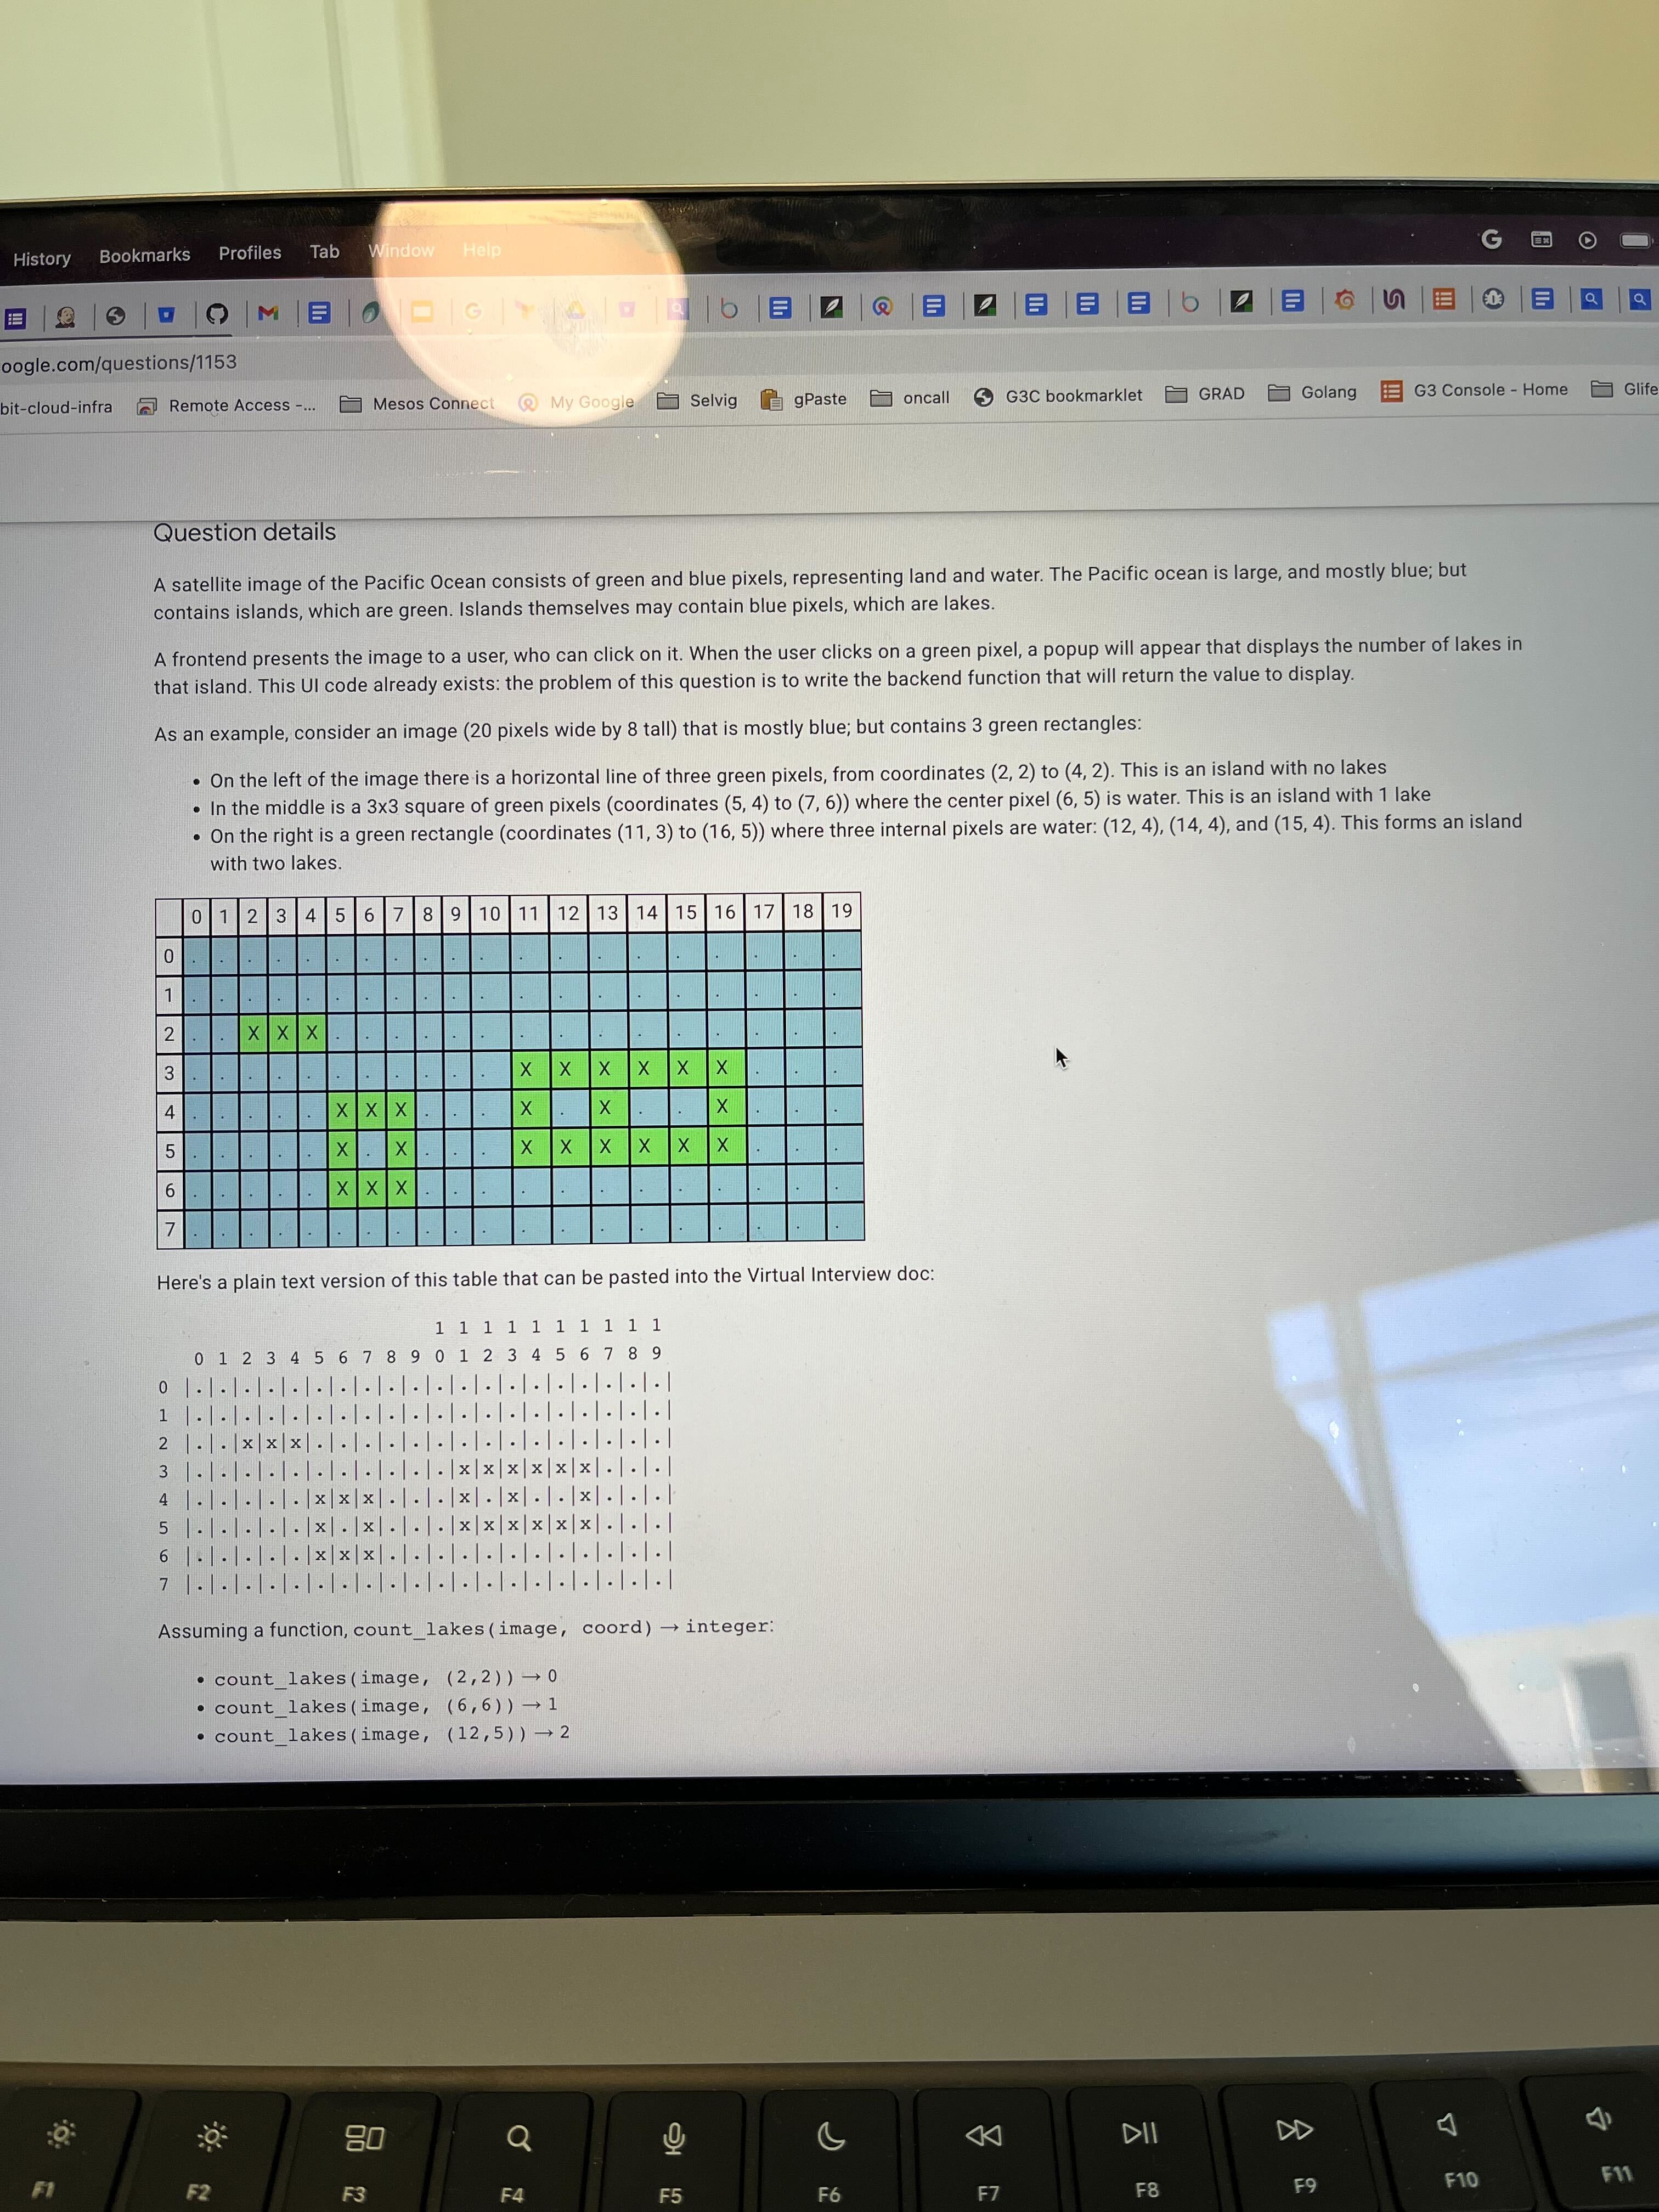 History Bookmarks Profiles Tab Window Help
oogle.com/questions/1153
bit-cloud-infra Remote Access -... Mesos Connect My Google Selvig gPaste oncall G3C bookmarklet GRAD Golang G3 Console - Home Glife
Question details
A satellite image of the Pacific Ocean consists of green and blue pixels, representing land and water. The Pacific ocean is large, and mostly blue; but
contains islands, which are green. Islands themselves may contain blue pixels, which are lakes.
A frontend presents the image to a user, who can click on it. When the user clicks on a green pixel, a popup will appear that displays the number of lakes in
that island. This UI code already exists: the problem of this question is to write the backend function that will return the value to display.
As an example, consider an image (20 pixels wide by 8 tall) that is mostly blue; but contains 3 green rectangles:
• On the left of the image there is a horizontal line of three green pixels, from coordinates (2, 2) to (4, 2). This is an island with no lakes
• In the middle is a 3x3 square of green pixels (coordinates (5, 4) to (7, 6)) where the center pixel (6, 5) is water. This is an island with 1 lake
• On the right is a green rectangle (coordinates (11, 3) to (16, 5)) where three internal pixels are water: (12, 4), (14, 4), and (15, 4). This forms an island
with two lakes.
0 1 2 3 4 5 6 7 8 9 10 11 12 13 14 15 16 17 18 19
0 . . . . . . . . . . . . . . . . . . . .
1 . . . . . . . . . . . . . . . . . . . .
2 . . X X X . . . . . . . . . . . . . . .
3 . . . . . . . . . . . X X X X X X . . .
4 . . . . . X X X . . . X . X . . X . . .
5 . . . . . X . X . . . X X X X X X . . .
6 . . . . . X X X . . . . . . . . . . . .
7 . . . . . . . . . . . . . . . . . . . .
Here's a plain text version of this table that can be pasted into the Virtual Interview doc:
1 1 1 1 1 1 1 1 1 1
0 1 2 3 4 5 6 7 8 9 0 1 2 3 4 5 6 7 8 9
0 |.|.|.|.|.|.|.|.|.|.|.|.|.|.|.|.|.|.|.|.|
1 |.|.|.|.|.|.|.|.|.|.|.|.|.|.|.|.|.|.|.|.|
2 |.|.|x|x|x|.|.|.|.|.|.|.|.|.|.|.|.|.|.|.|
3 |.|.|.|.|.|.|.|.|.|.|.|x|x|x|x|x|x|.|.|.|
4 |.|.|.|.|.|x|x|x|.|.|.|x|.|x|.|.|x|.|.|.|
5 |.|.|.|.|.|x|.|x|.|.|.|x|x|x|x|x|x|.|.|.|
6 |.|.|.|.|.|x|x|x|.|.|.|.|.|.|.|.|.|.|.|.|
7 |.|.|.|.|.|.|.|.|.|.|.|.|.|.|.|.|.|.|.|.|
Assuming a function, count_lakes(image, coord) → integer:
• count_lakes(image, (2,2)) → 0
• count_lakes(image, (6,6)) → 1
• count_lakes(image, (12,5)) → 2
F1 F2 F3 F4 F5 F6 F7 F8 F9 F10 F11